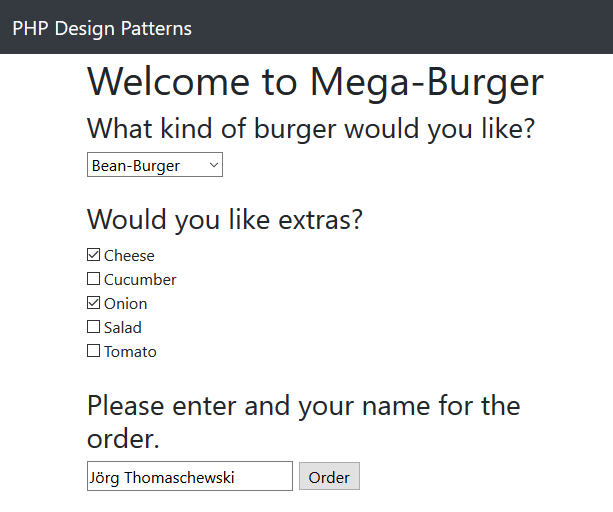 PHP Design Patterns
Welcome to Mega-Burger
What kind of burger would you like?
Bean-Burger
Would you like extras?
Cheese
Cucumber
Onion
Salad
Tomato
Please enter and your name for the
order.
Jörg Thomaschewski
Order